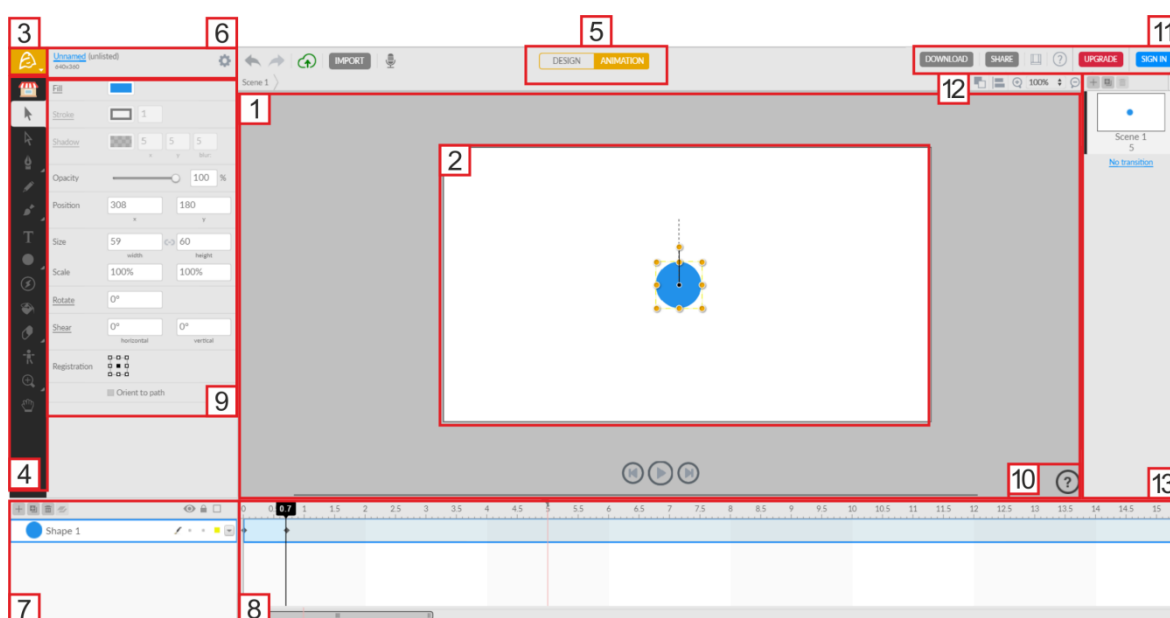 3
6
5
11
Unnamed (unlisted)
640x360
IMPORT
DESIGN
ANIMATION
DOWNLOAD
SHARE
?
UPGRADE
SIGN IN
Scene 1
12
100%
1
Fill
Stroke
1
Shadow
5
5
5
x
y
blur
Opacity
100
%
Position
308
180
x
y
Size
59
60
width
height
Scale
100%
100%
Rotate
0°
Shear
0°
0°
horizontal
vertical
Registration
Orient to path
9
4
T
2
Scene 1
5
No transition
10
?
13
0
0.7
1
1.5
2
2.5
3
3.5
4
4.5
5
5.5
6
6.5
7
7.5
8
8.5
9
9.5
10
10.5
11
11.5
12
12.5
13
13.5
14
14.5
15
Shape 1
7
8